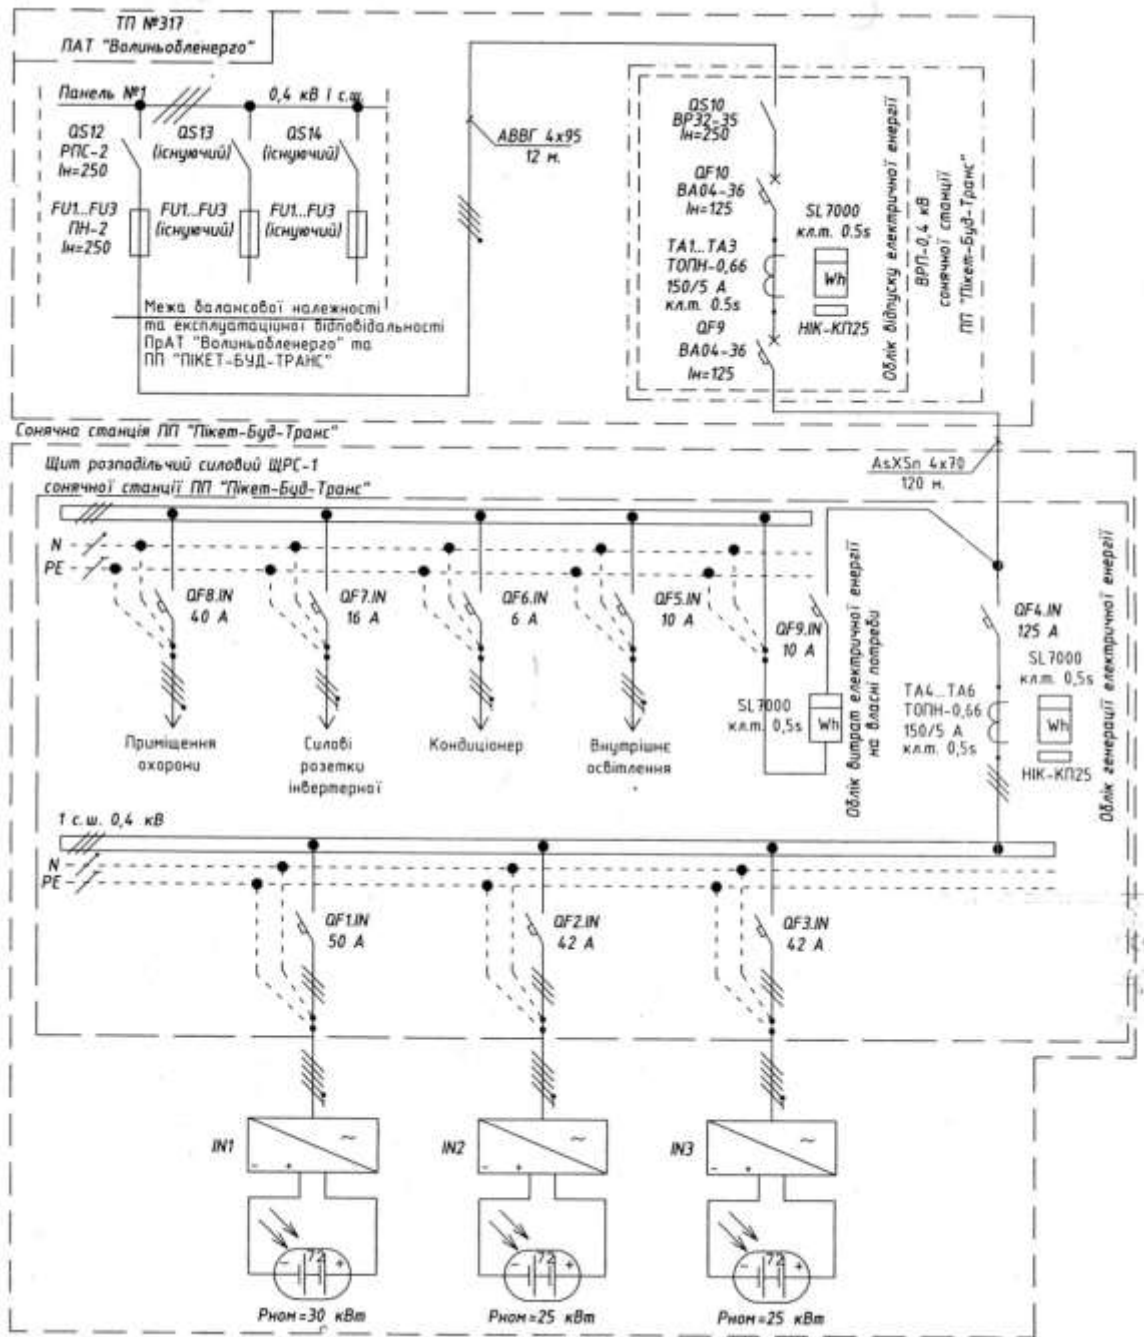 ТП №317
ПАТ "Волиньобленерго"
Панель №1
0,4 кВ І с.ш.
QS12
РПС-2
Iн=250
QS13
(існуючий)
QS14
(існуючий)
FU1...FU3
ПН-2
Iн=250
FU1...FU3
(існуючий)
FU1...FU3
(існуючий)
Межа балансової належності
та експлуатаційної відповідальності
ПрАТ "Волиньобленерго" та
ПП "ПІКЕТ-БУД-ТРАНС"
АВВГ 4х95
12 м.
QS10
ВР32-35
Iн=250
QF10
ВА04-36
Iн=125
ТА1...ТА3
ТОПН-0,66
150/5 А
кл.т. 0.5s
QF9
ВА04-36
Iн=125
SL7000
кл.т. 0.5s
Wh
НІК-КП25
Облік відпуску електричної енергії
ВРП-0,4 кВ
сонячної станції
ПП "Пікет-Буд-Транс"
Сонячна станція ПП "Пікет-Буд-Транс"
AsXSn 4x70
120 м.
Щит розподільчий силовий ЩРС-1
сонячної станції ПП "Пікет-Буд-Транс"
N
PE
QF8.IN
40 А
QF7.IN
16 А
QF6.IN
6 А
QF5.IN
10 А
QF9.IN
10 А
QF4.IN
125 А
SL7000
кл.т. 0,5s
Wh
Облік витрат електричної енергії
на власні потреби
ТА4...ТА6
ТОПН-0,66
150/5 А
кл.т. 0,5s
SL7000
кл.т. 0,5s
Wh
НІК-КП25
Облік генерації електричної енергії
Приміщення
охорони
Силові
розетки
інвертерної
Кондиціонер
Внутрішнє
освітлення
1 с.ш. 0,4 кВ
N
PE
QF1.IN
50 А
QF2.IN
42 А
QF3.IN
42 А
IN1
- +
~
IN2
- +
~
IN3
- +
~
- 72 +
- 72 +
- 72 +
Pном=30 кВт
Pном=25 кВт
Pном=25 кВт